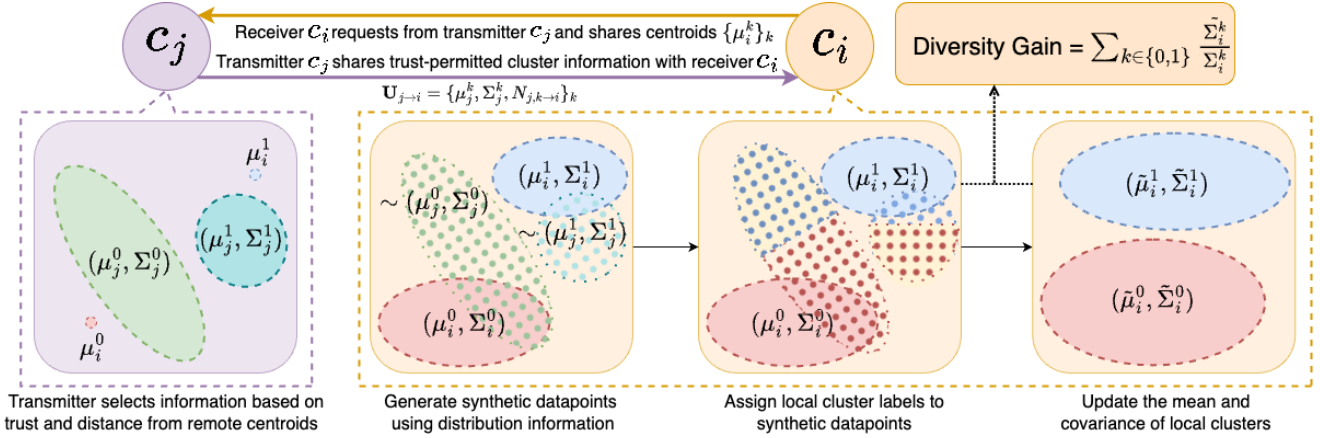 c_j
Receiver c_i requests from transmitter c_j and shares centroids {μ_i^k}_k
Transmitter c_j shares trust-permitted cluster information with receiver c_i
U_{j→i} = {μ_j^k, Σ_j^k, N_{j,k→i}}_k
c_i
Diversity Gain = ∑_{k∈{0,1}} Σ̃_i^k / Σ_i^k
μ_i^1
(μ_j^1, Σ_j^1)
(μ_j^0, Σ_j^0)
μ_i^0
(μ_i^1, Σ_i^1)
∼ (μ_j^0, Σ_j^0)
∼ (μ_j^1, Σ_j^1)
(μ_i^0, Σ_i^0)
(μ_i^1, Σ_i^1)
(μ_i^0, Σ_i^0)
(μ̃_i^1, Σ̃_i^1)
(μ̃_i^0, Σ̃_i^0)
Transmitter selects information based on
trust and distance from remote centroids
Generate synthetic datapoints
using distribution information
Assign local cluster labels to
synthetic datapoints
Update the mean and
covariance of local clusters